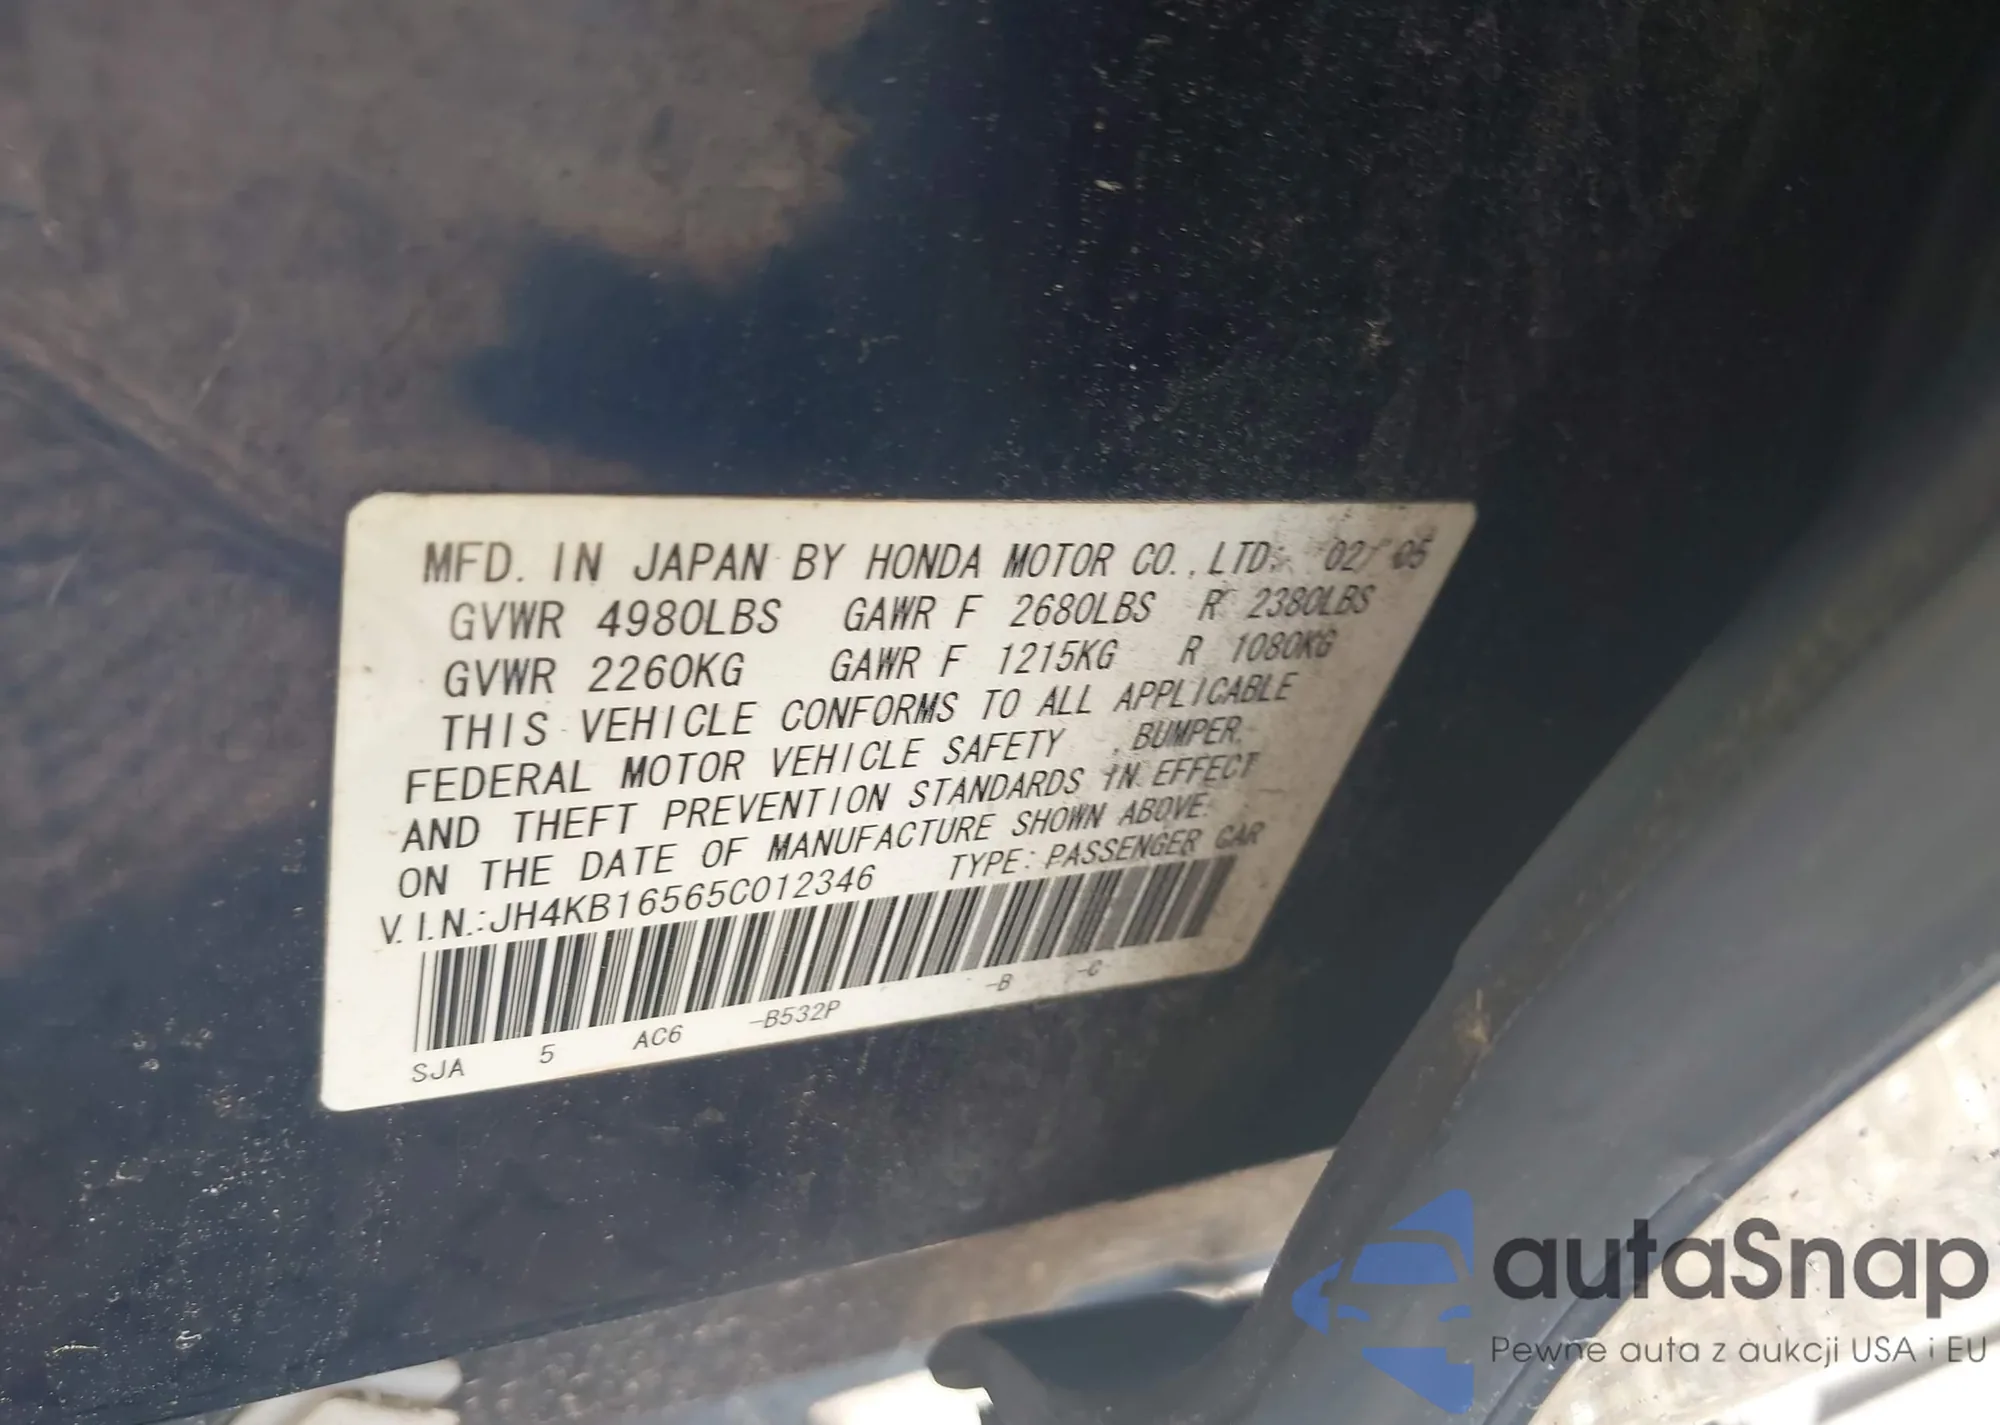 MFD. IN JAPAN BY HONDA MOTOR CO., LTD. 02/05
GVWR 4980LBS GAWR F 2680LBS R 2380LBS
GVWR 2260KG GAWR F 1215KG R 1080KG
THIS VEHICLE CONFORMS TO ALL APPLICABLE
FEDERAL MOTOR VEHICLE SAFETY , BUMPER,
AND THEFT PREVENTION STANDARDS IN EFFECT
ON THE DATE OF MANUFACTURE SHOWN ABOVE.
V.I.N.:JH4KB16565C012346 TYPE: PASSENGER CAR
SJA 5 AC6 -B532P -B -C
autaSnap
Pewne auta z aukcji USA i EU